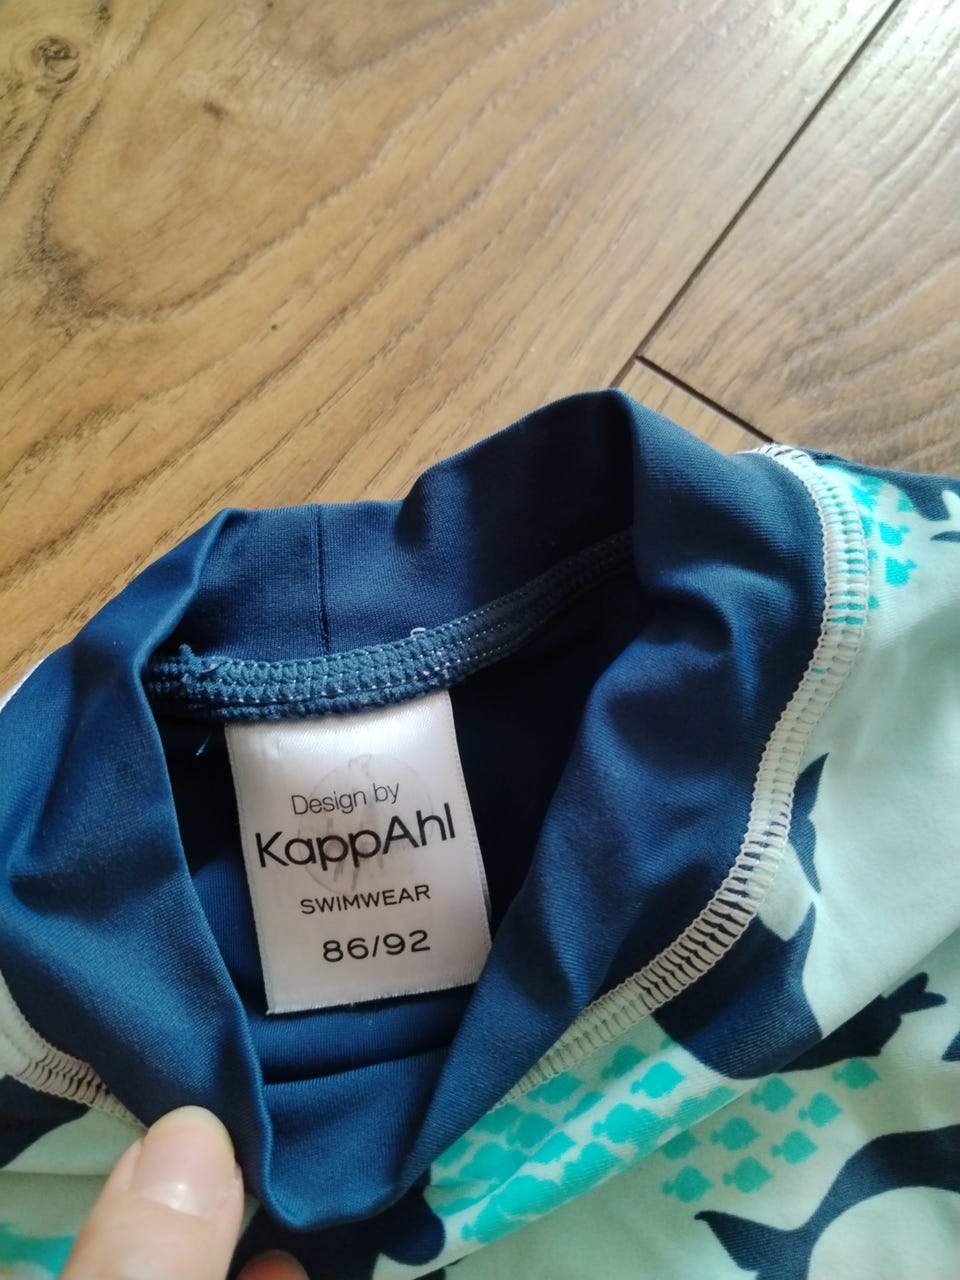 Design by
KappAhl
SWIMWEAR
86/92